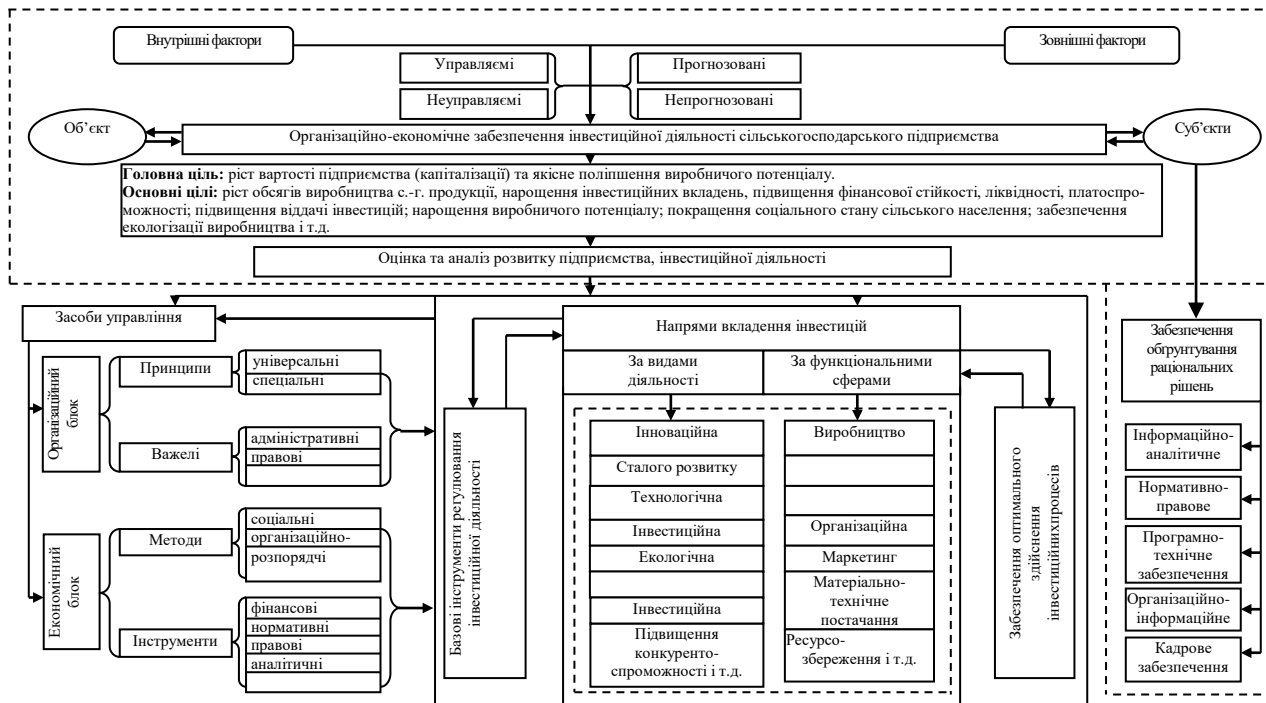 Внутрішні фактори
Зовнішні фактори
Управляємі
Прогнозовані
Неуправляємі
Непрогнозовані
Об’єкт
Організаційно-економічне забезпечення інвестиційної діяльності сільськогосподарського підприємства
Суб’єкти
Головна ціль: ріст вартості підприємства (капіталізації) та якісне поліпшення виробничого потенціалу.
Основні цілі: ріст обсягів виробництва с.-г. продукції, нарощення інвестиційних вкладень, підвищення фінансової стійкості, ліквідності, платоспро-
можності; підвищення віддачі інвестицій; нарощення виробничого потенціалу; покращення соціального стану сільського населення; забезпечення
екологізації виробництва і т.д.
Оцінка та аналіз розвитку підприємства, інвестиційної діяльності
Засоби управління
Організаційний
блок
Принципи
універсальні
спеціальні
Важелі
адміністративні
правові
Економічний
блок
Методи
соціальні
організаційно-
розпорядчі
Інструменти
фінансові
нормативні
правові
аналітичні
Базові інструменти регулювання
інвестиційної діяльності
Напрями вкладення інвестицій
За видами
діяльності
За функціональними
сферами
Інноваційна
Сталого розвитку
Технологічна
Інвестиційна
Екологічна
Інвестиційна
Підвищення
конкуренто-
спроможності і т.д.
Виробництво
Організаційна
Маркетинг
Матеріально-
технічне
постачання
Ресурсо-
збереження і т.д.
Забезпечення оптимального
здійснення
інвестиційнихпроцесів
Забезпечення
обґрунтування
раціональних
рішень
Інформаційно-
аналітичне
Нормативно-
правове
Програмно-
технічне
забезпечення
Організаційно-
інформаційне
Кадрове
забезпечення